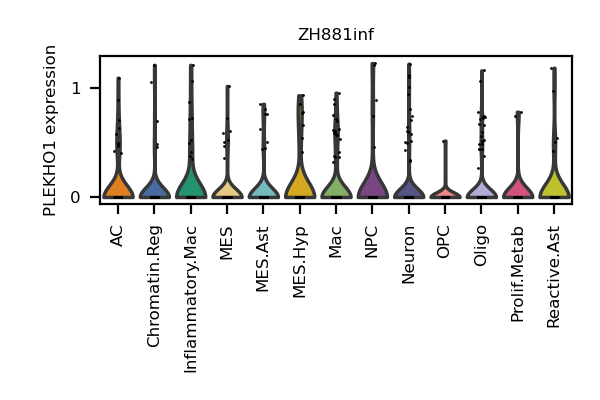 ZH881inf
PLEKHO1 expression
1
0
AC
Chromatin.Reg
Inflammatory.Mac
MES
MES.Ast
MES.Hyp
Mac
NPC
Neuron
OPC
Oligo
Prolif.Metab
Reactive.Ast